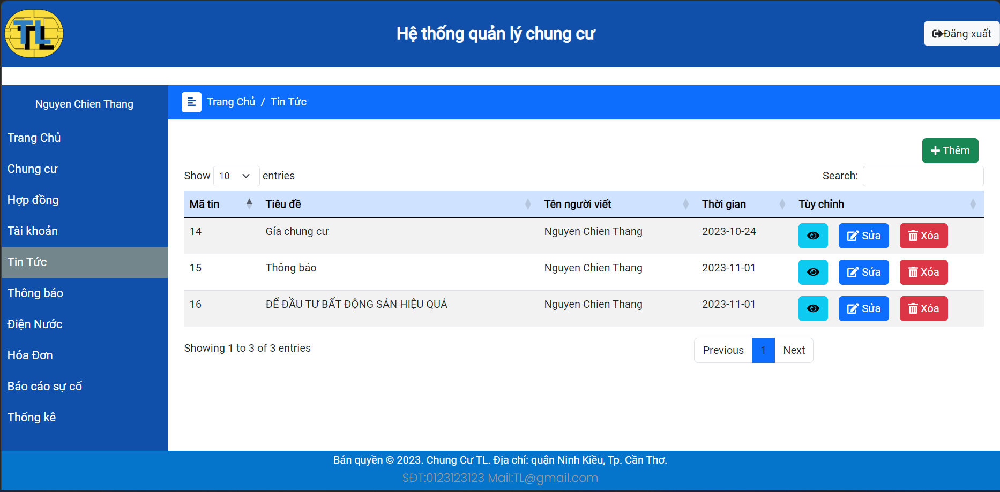 TL
Hệ thống quản lý chung cư
Đăng xuất
Nguyen Chien Thang
Trang Chủ
Chung cư
Hợp đồng
Tài khoản
Tin Tức
Thông báo
Điện Nước
Hóa Đơn
Báo cáo sự cố
Thống kê
Trang Chủ / Tin Tức
Thêm
Show 10 entries
Search:
Mã tin Tiêu đề Tên người viết Thời gian Tùy chỉnh
14 Gía chung cư Nguyen Chien Thang 2023-10-24 Sửa Xóa
15 Thông báo Nguyen Chien Thang 2023-11-01 Sửa Xóa
16 ĐỂ ĐẦU TƯ BẤT ĐỘNG SẢN HIỆU QUẢ Nguyen Chien Thang 2023-11-01 Sửa Xóa
Showing 1 to 3 of 3 entries
Previous 1 Next
Bản quyền © 2023. Chung Cư TL. Địa chỉ: quận Ninh Kiều, Tp. Cần Thơ.
SĐT:0123123123 Mail:TL@gmail.com